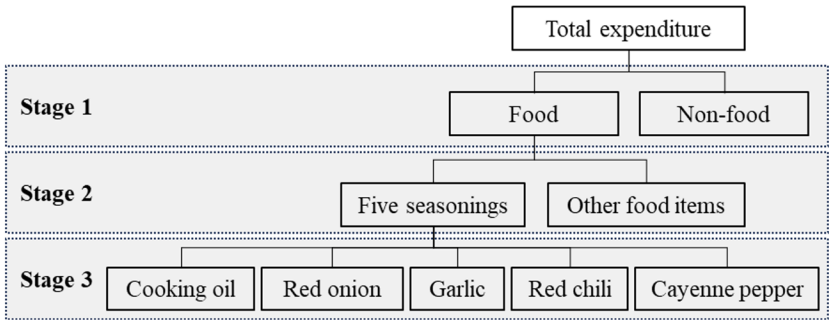 Total expenditure
Stage 1
Food
Non-food
Stage 2
Five seasonings
Other food items
Stage 3
Cooking oil
Red onion
Garlic
Red chili
Cayenne pepper